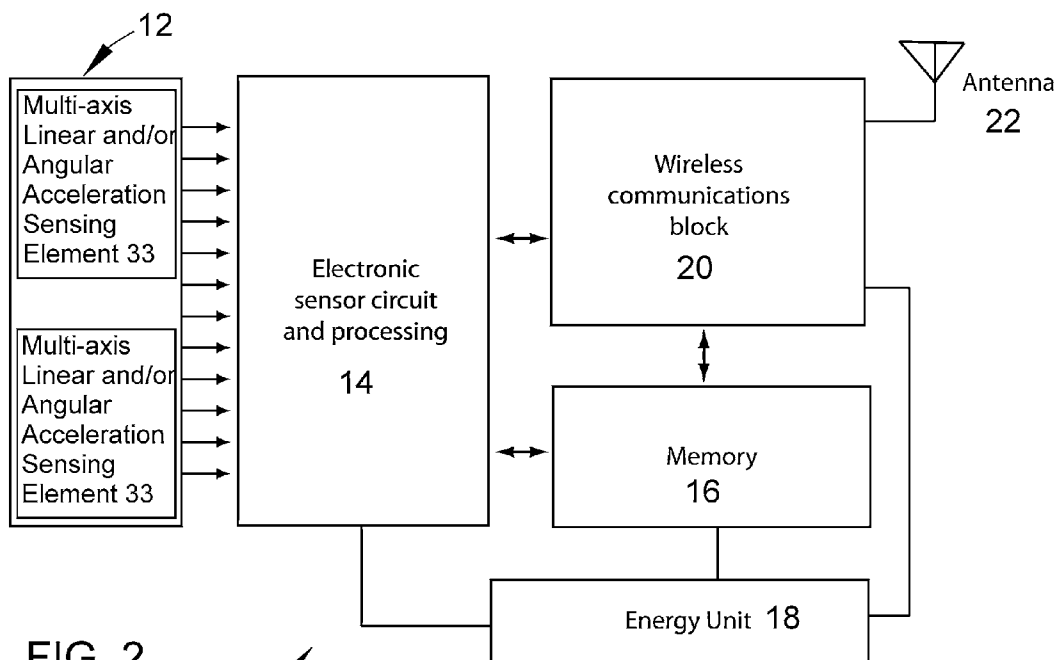 12
Multi-axis
Linear and/or
Angular
Acceleration
Sensing
Element 33
Multi-axis
Linear and/or
Angular
Acceleration
Sensing
Element 33
Electronic
sensor circuit
and processing
14
Wireless
communications
block
20
Antenna
22
Memory
16
Energy Unit 18
FIG. 2